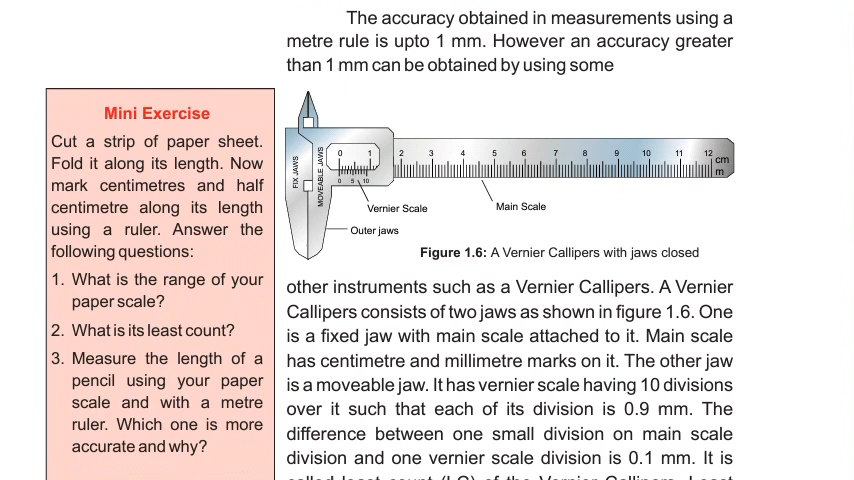 The accuracy obtained in measurements using a
metre rule is upto 1 mm. However an accuracy greater
than 1 mm can be obtained by using some
Mini Exercise
Cut a strip of paper sheet.
Fold it along its length. Now
mark centimetres and half
centimetre along its length
using a ruler. Answer the
following questions:
1. What is the range of your
paper scale?
2. What is its least count?
3. Measure the length of a
pencil using your paper
scale and with a metre
ruler. Which one is more
accurate and why?
FIX JAWS
MOVEABLE JAWS
0 1 2 3 4 5 6 7 8 9 10 11 12 cm
m
0 5 10
Vernier Scale
Main Scale
Outer jaws
Figure 1.6: A Vernier Callipers with jaws closed
other instruments such as a Vernier Callipers. A Vernier
Callipers consists of two jaws as shown in figure 1.6. One
is a fixed jaw with main scale attached to it. Main scale
has centimetre and millimetre marks on it. The other jaw
is a moveable jaw. It has vernier scale having 10 divisions
over it such that each of its division is 0.9 mm. The
difference between one small division on main scale
division and one vernier scale division is 0.1 mm. It is
called least count (LC) of the Vernier Callipers. Least